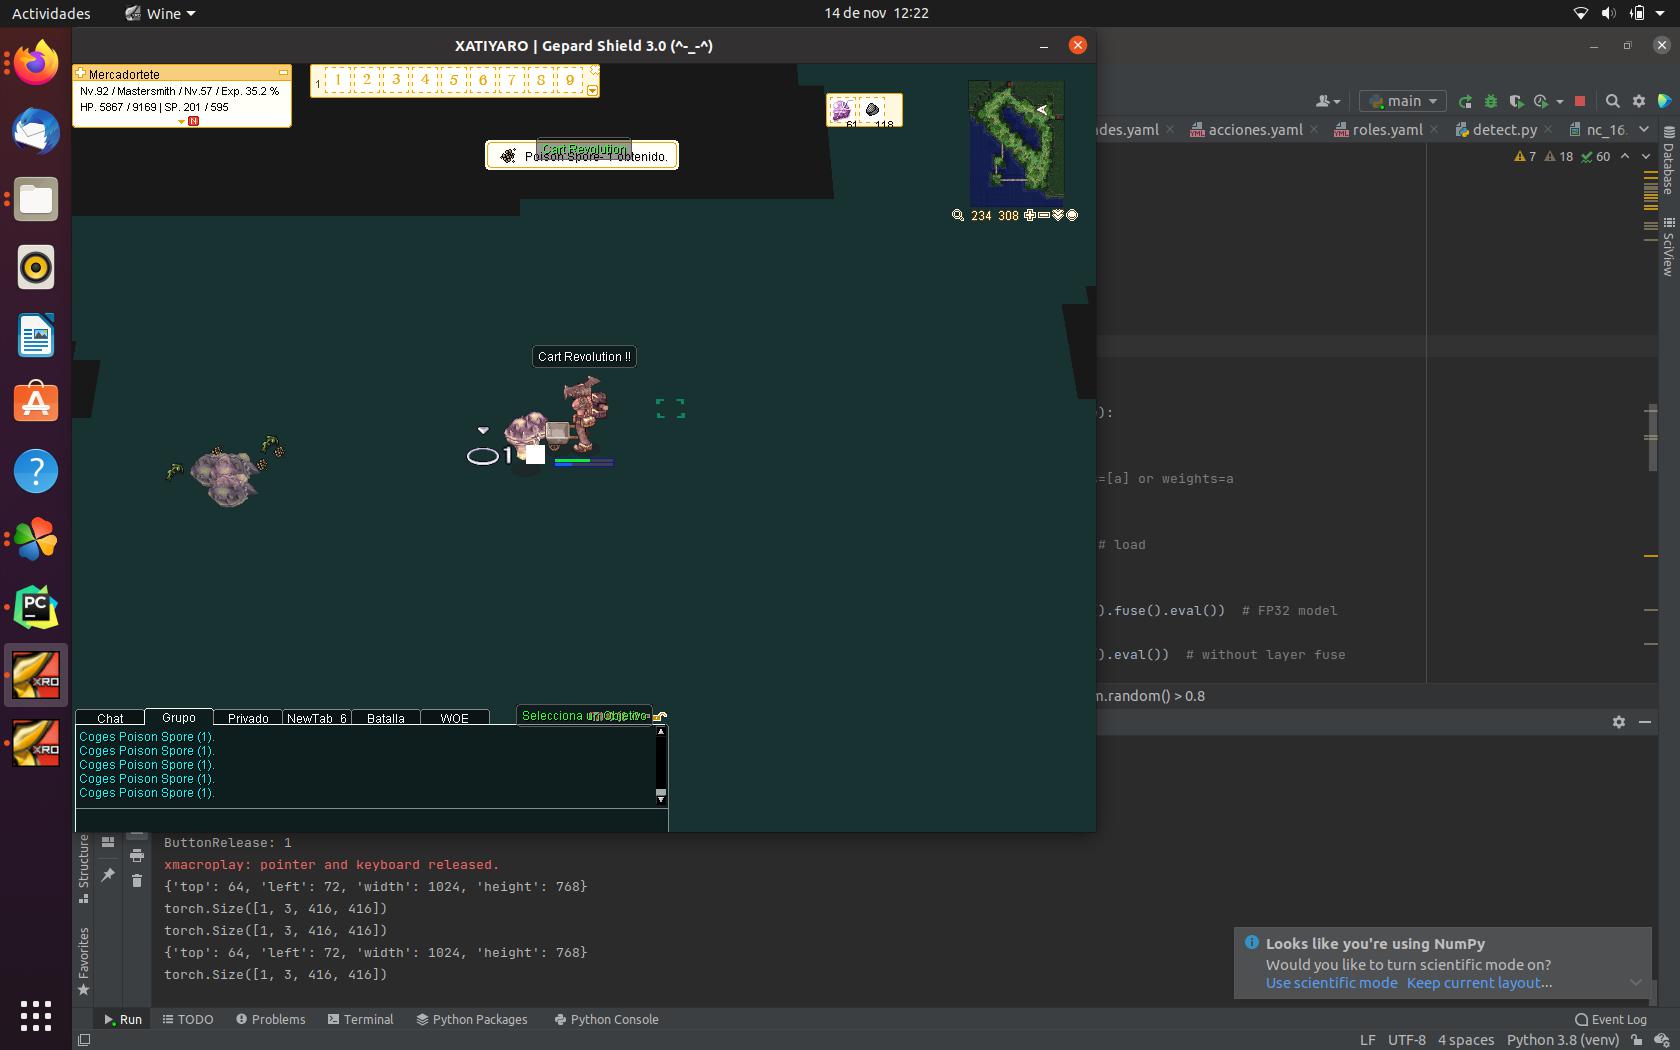 Actividades
Wine
14 de nov 12:22
XATIYARO | Gepard Shield 3.0 (^-_-^)
Mercadortete
Nv.92 / Mastersmith / Nv.57 / Exp. 35.2 %
HP. 5867 / 9169 | SP. 201 / 595
N
1
1 2 3 4 5 6 7 8 9
61 118
Cart Revolution
Poison Spore- 1 obtenido.
234 308
Cart Revolution !!
1
Chat
Grupo
Privado
NewTab_6
Batalla
WOE
Selecciona un Objetivo
Coges Poison Spore (1).
Coges Poison Spore (1).
Coges Poison Spore (1).
Coges Poison Spore (1).
Coges Poison Spore (1).
main
des.yaml
acciones.yaml
roles.yaml
detect.py
nc_16.
7 18 60
Database
SciView
):
=[a] or weights=a
# load
).fuse().eval()) # FP32 model
).eval()) # without layer fuse
m.random() > 0.8
Structure
Favorites
ButtonRelease: 1
xmacroplay: pointer and keyboard released.
{'top': 64, 'left': 72, 'width': 1024, 'height': 768}
torch.Size([1, 3, 416, 416])
torch.Size([1, 3, 416, 416])
{'top': 64, 'left': 72, 'width': 1024, 'height': 768}
torch.Size([1, 3, 416, 416])
Looks like you're using NumPy
Would you like to turn scientific mode on?
Use scientific mode Keep current layout...
Run
TODO
Problems
Terminal
Python Packages
Python Console
Event Log
LF UTF-8 4 spaces Python 3.8 (venv)
PC
XRO
XRO